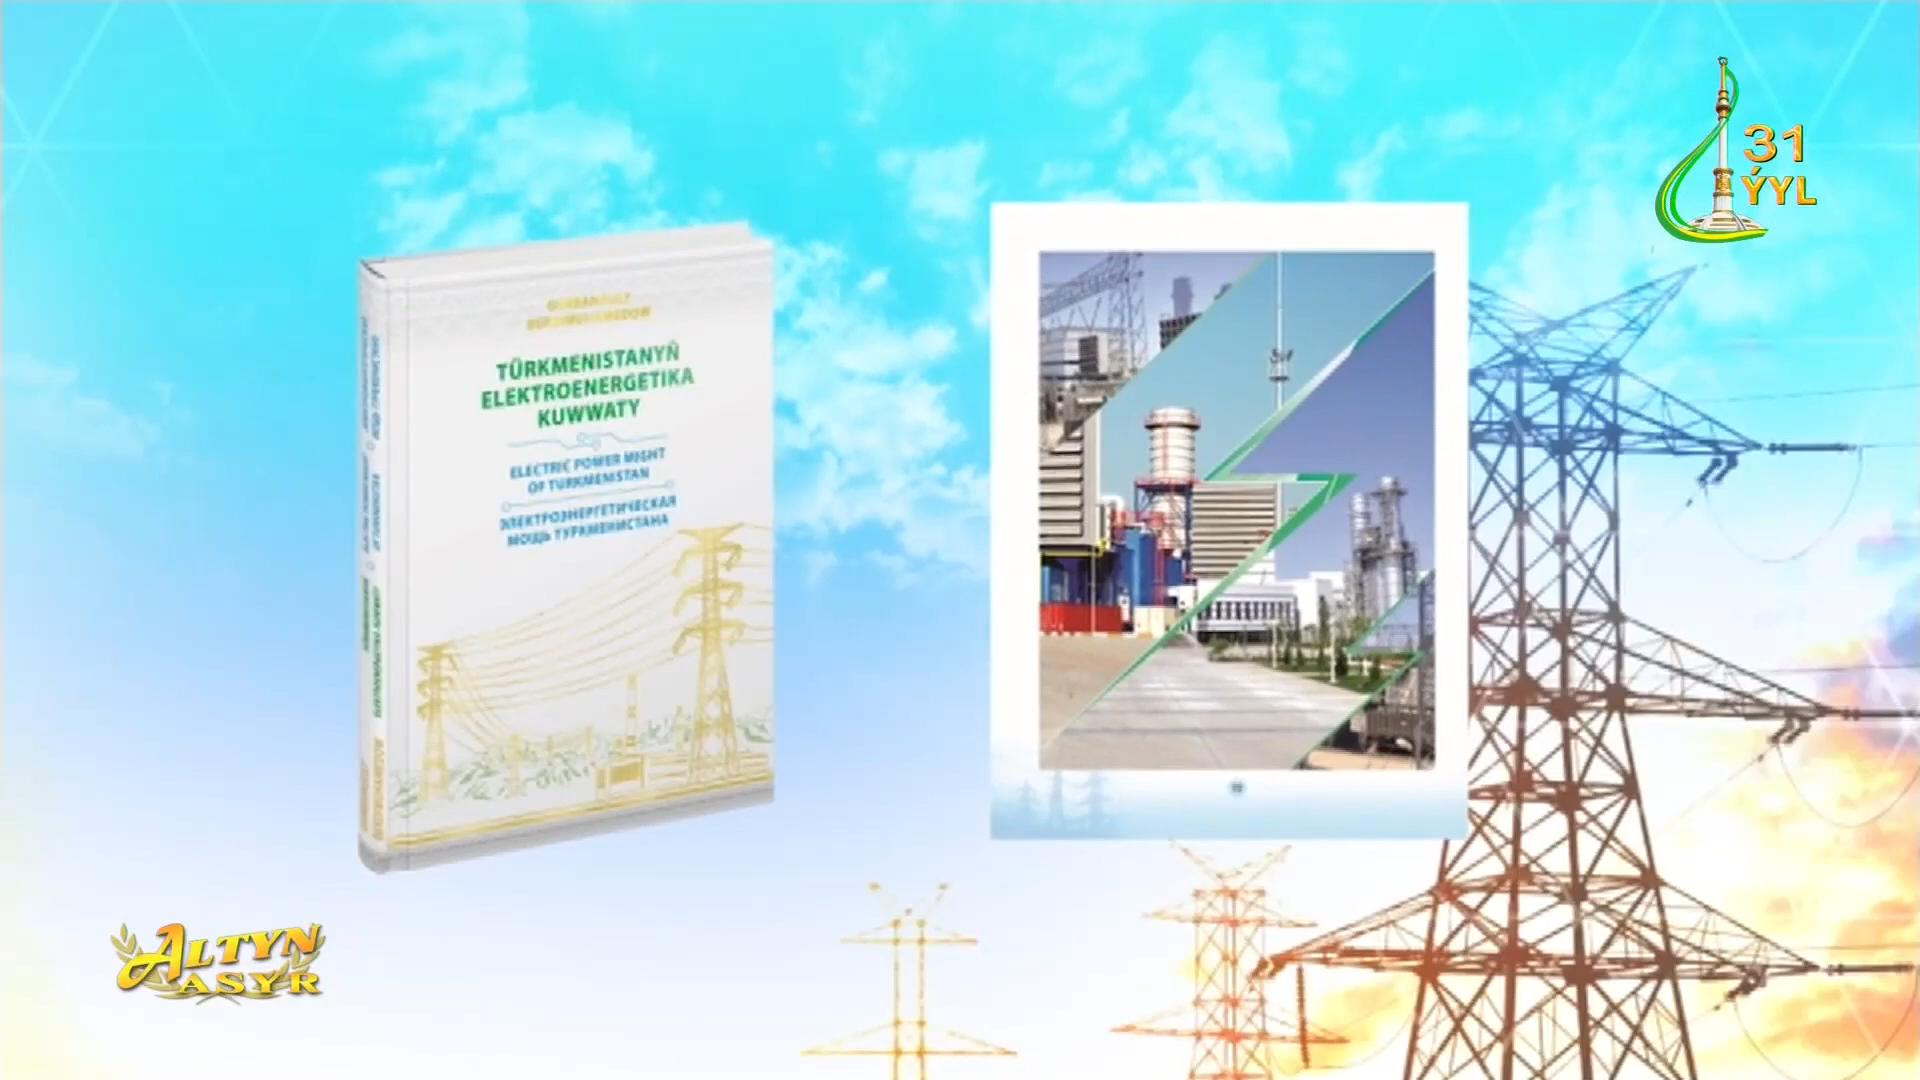 GURBANGULY
BERDIMUHAMEDOW
TÜRKMENISTANYŇ
ELEKTROENERGETIKA
KUWWATY
ELECTRIC POWER MIGHT
OF TURKMENISTAN
ЭЛЕКТРОЭНЕРГЕТИЧЕСКАЯ
МОЩЬ ТУРКМЕНИСТАНА
31
ÝYL
ALTYN
ASYR